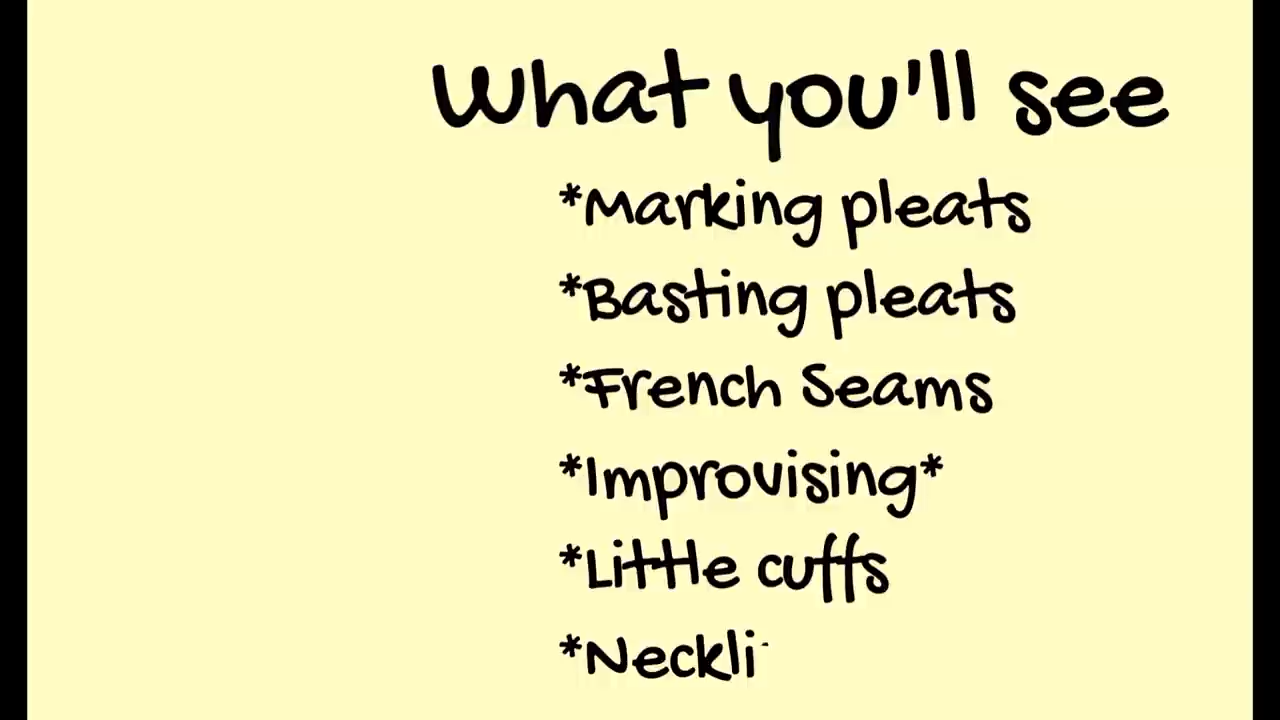 What you'll see
*Marking pleats
*Basting pleats
*French Seams
*Improvising*
*Little cuffs
*Neckli